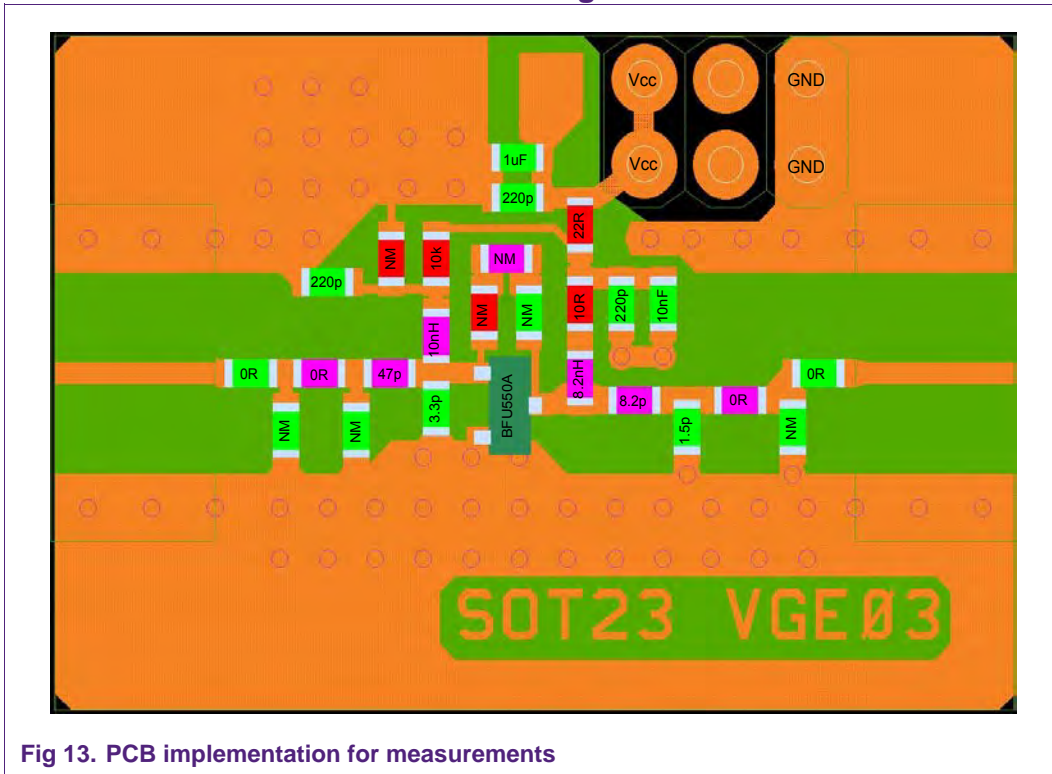 Vcc
GND
1uF
Vcc
GND
220p
22R
NM
10k
NM
220p
10R
220p
10nF
NM
NM
10nH
0R
0R
47p
8.2nH
0R
3.3p
BFU550A
8.2p
0R
NM
NM
1.5p
NM
SOT23 VGEØ3
Fig 13. PCB implementation for measurements